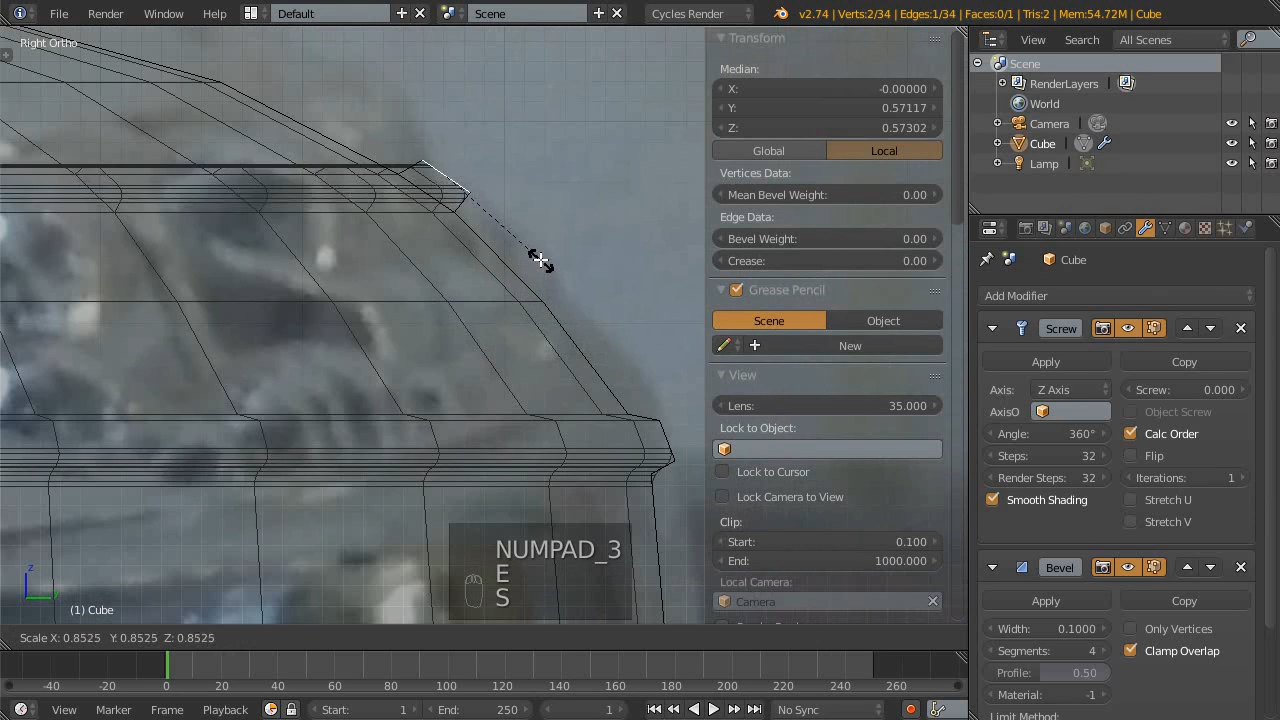 File Render Window Help Default Scene Cycles Render v2.74 | Verts:2/34 | Edges:1/34 | Faces:0/1 | Tris:2 | Mem:54.72M | Cube
Right Ortho
View Search All Scenes
Scene
RenderLayers
World
Camera
Cube
Lamp
Transform
Median:
X: -0.00000
Y: 0.57117
Z: 0.57302
Global Local
Vertices Data:
Mean Bevel Weight: 0.00
Edge Data:
Bevel Weight: 0.00
Crease: 0.00
Grease Pencil
Scene Object
New
View
Lens: 35.000
Lock to Object:
Lock to Cursor
Lock Camera to View
Clip:
Start: 0.100
End: 1000.000
Local Camera:
Camera
Cube
Add Modifier
Screw
Apply Copy
Axis: Z Axis Screw: 0.000
AxisO Object Screw
Angle: 360° Calc Order
Steps: 32 Flip
Render Steps: 32 Iterations: 1
Smooth Shading Stretch U
Stretch V
Bevel
Apply Copy
Width: 0.1000 Only Vertices
Segments: 4 Clamp Overlap
Profile: 0.50
Material: -1
Limit Method:
NUMPAD_3
E
S
z
(1) Cube
Scale X: 0.8525 Y: 0.8525 Z: 0.8525
-40 -20 0 20 40 60 80 100 120 140 160 180 200 220 240 260
View Marker Frame Playback Start: 1 End: 250 1 No Sync